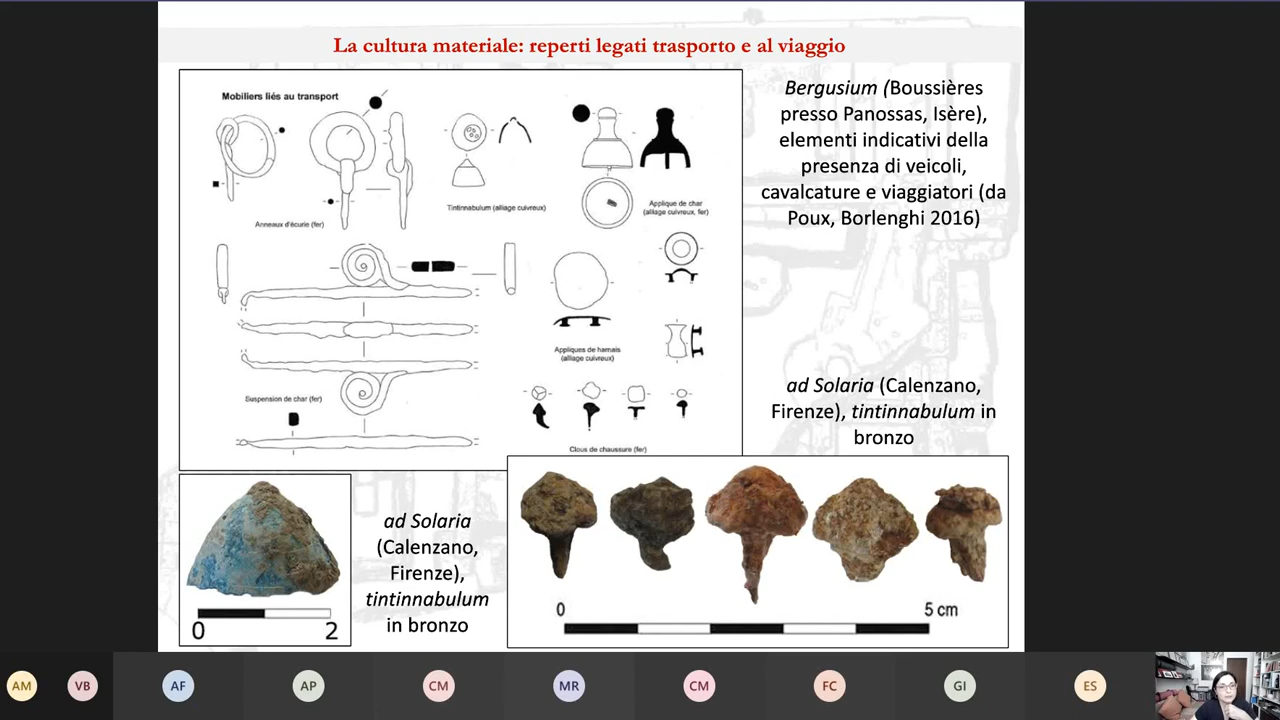 La cultura materiale: reperti legati trasporto e al viaggio
Mobiliers liés au transport
Anneaux d'écurie (fer)
Tintinnabulum (alliage cuivreux)
Applique de char
(alliage cuivreux, fer)
Suspension de char (fer)
Appliques de harnais
(alliage cuivreux)
Clous de chaussure (fer)
Bergusium (Boussières
presso Panossas, Isère),
elementi indicativi della
presenza di veicoli,
cavalcature e viaggiatori (da
Poux, Borlenghi 2016)
ad Solaria (Calenzano,
Firenze), tintinnabulum in
bronzo
0 2
ad Solaria
(Calenzano,
Firenze),
tintinnabulum
in bronzo
0 5 cm
AM VB AF AP CM MR CM FC GI ES